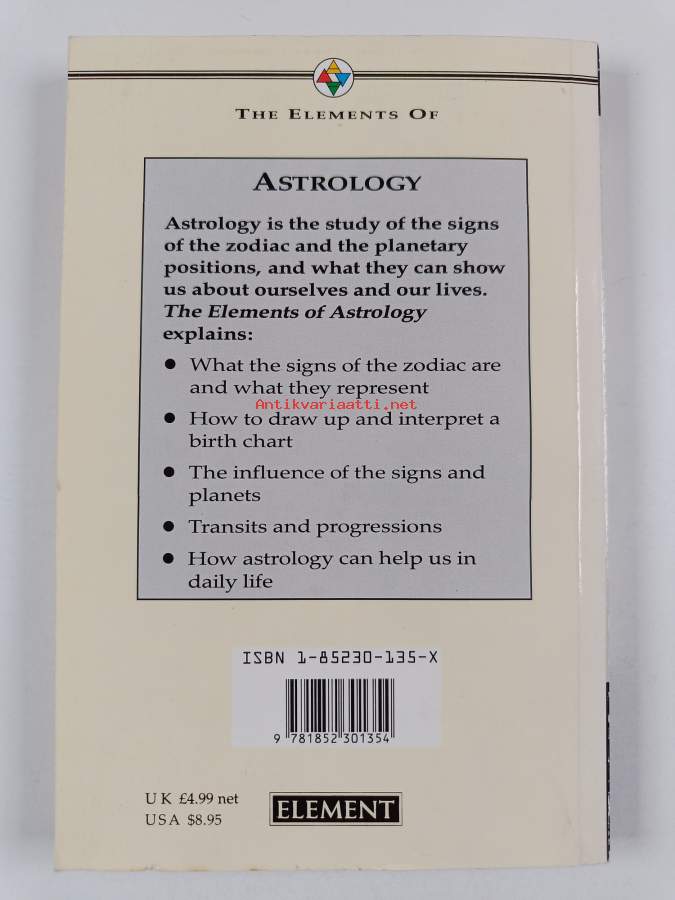 THE ELEMENTS OF
ASTROLOGY
Astrology is the study of the signs
of the zodiac and the planetary
positions, and what they can show
us about ourselves and our lives.
The Elements of Astrology
explains:
● What the signs of the zodiac are
and what they represent
Antikvariaatti.net
● How to draw up and interpret a
birth chart
● The influence of the signs and
planets
● Transits and progressions
● How astrology can help us in
daily life
ISBN 1-85230-135-X
9 781852 301354
UK £4.99 net
USA $8.95
ELEMENT